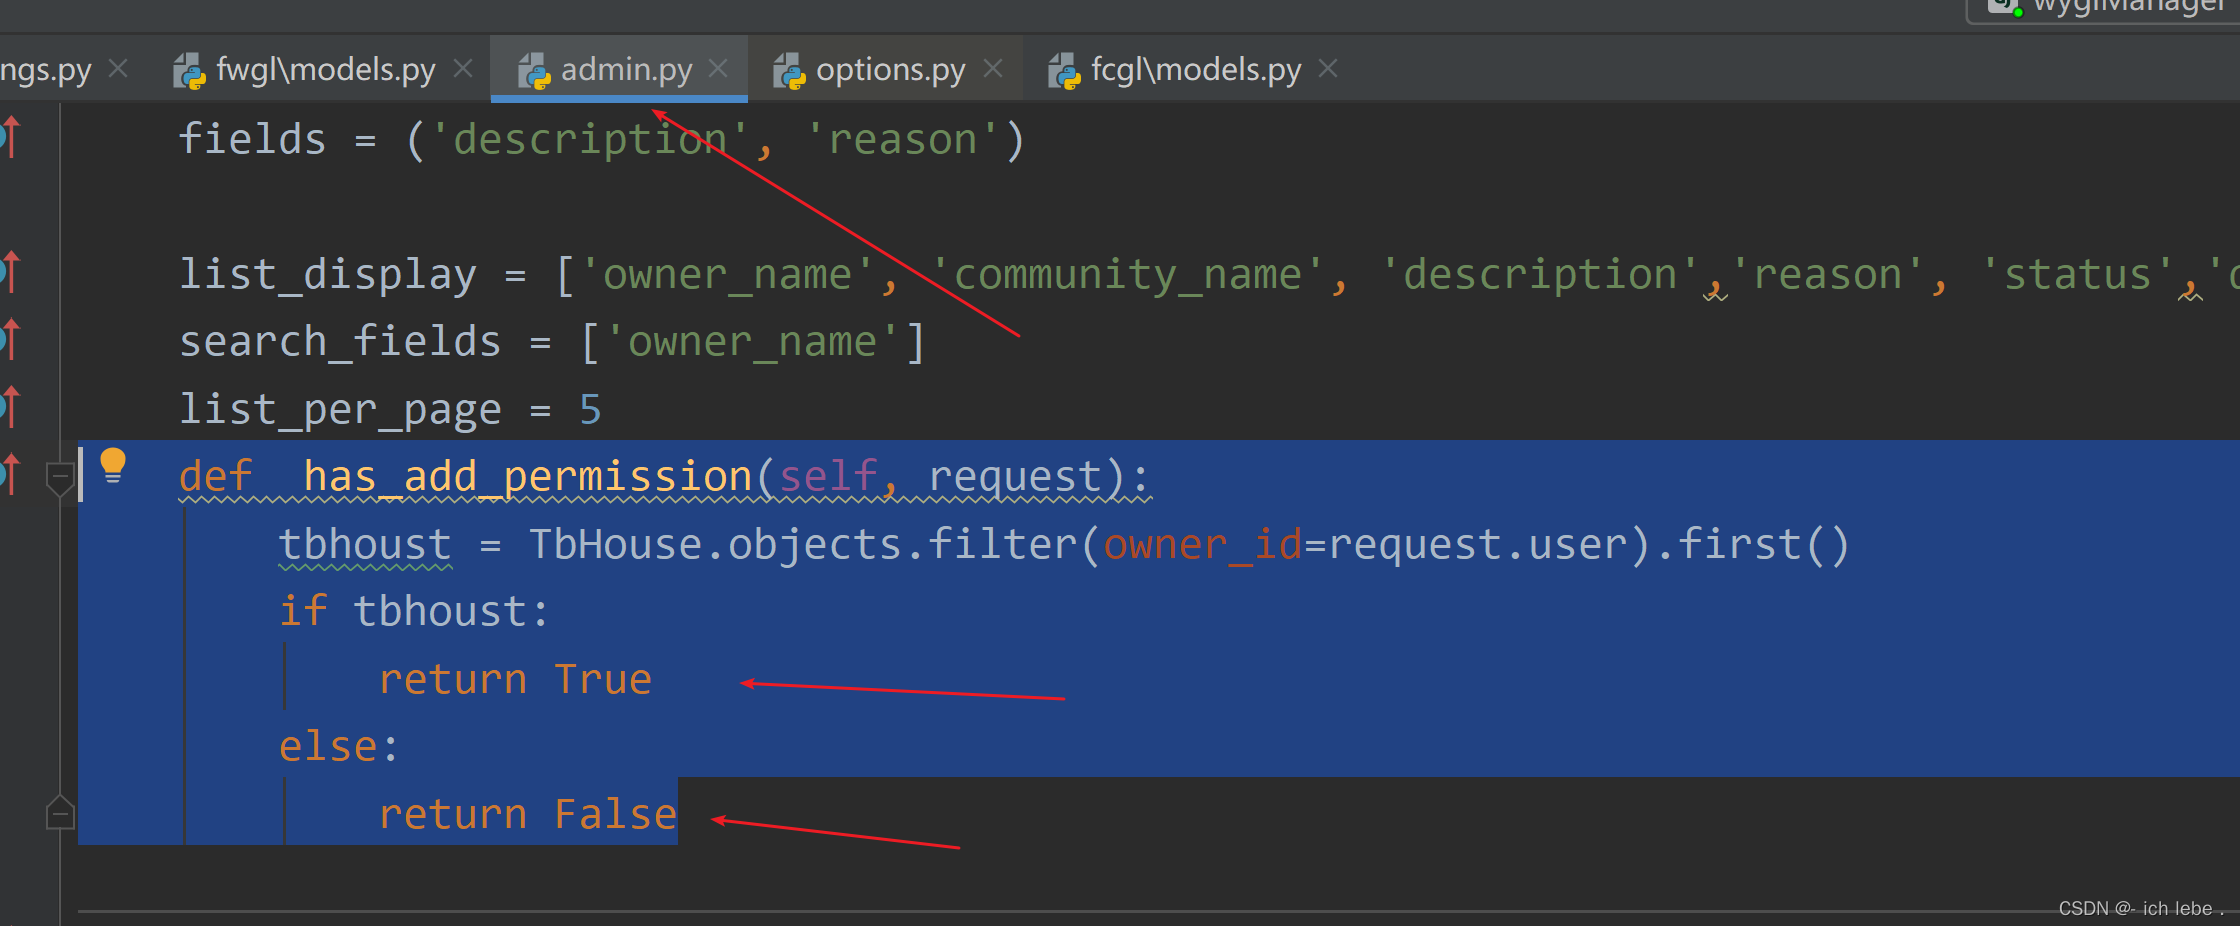 wyglManager
ngs.py fwgl\models.py admin.py options.py fcgl\models.py
fields = ('description', 'reason')
list_display = ['owner_name', 'community_name', 'description','reason', 'status','
search_fields = ['owner_name']
list_per_page = 5
def  has_add_permission(self, request):
tbhoust = TbHouse.objects.filter(owner_id=request.user).first()
if tbhoust:
return True
else:
return False
CSDN @- ich lebe .